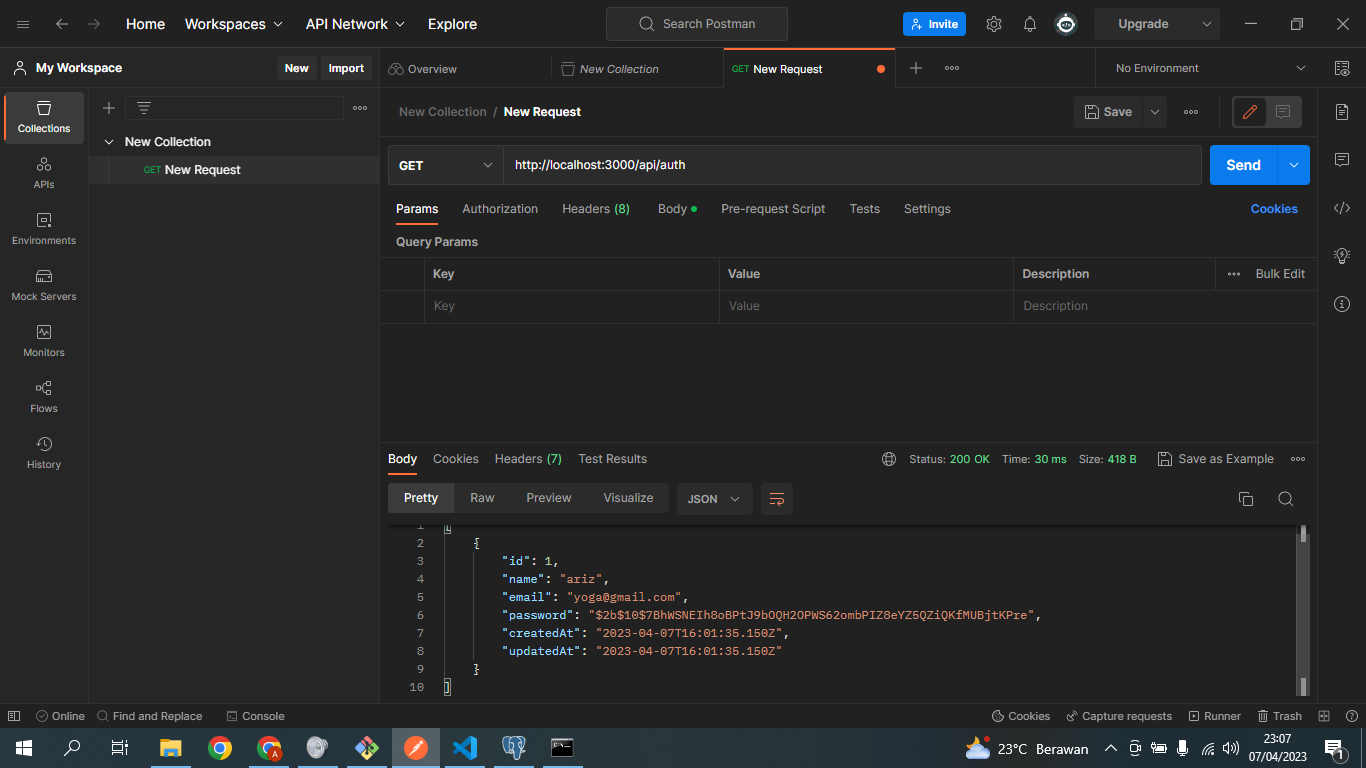 Home Workspaces API Network Explore Search Postman Invite Upgrade
My Workspace New Import Overview New Collection GET New Request No Environment
Collections
New Collection / New Request Save
New Collection
GET New Request
GET http://localhost:3000/api/auth Send
APIs
Params Authorization Headers (8) Body Pre-request Script Tests Settings Cookies
Environments
Query Params
Key Value Description Bulk Edit
Key Value Description
Mock Servers
Monitors
Flows
History
Body Cookies Headers (7) Test Results Status: 200 OK Time: 30 ms Size: 418 B Save as Example
Pretty Raw Preview Visualize JSON
1 [
2 {
3 "id": 1,
4 "name": "ariz",
5 "email": "yoga@gmail.com",
6 "password": "$2b$10$7BhWSNEIh8oBPtJ9bOQH2OPWS62ombPIZ8eYZ5QZiQKfMUBjtKPre",
7 "createdAt": "2023-04-07T16:01:35.150Z",
8 "updatedAt": "2023-04-07T16:01:35.150Z"
9 }
10 ]
Online Find and Replace Console Cookies Capture requests Runner Trash
23°C Berawan 23:07
07/04/2023 1